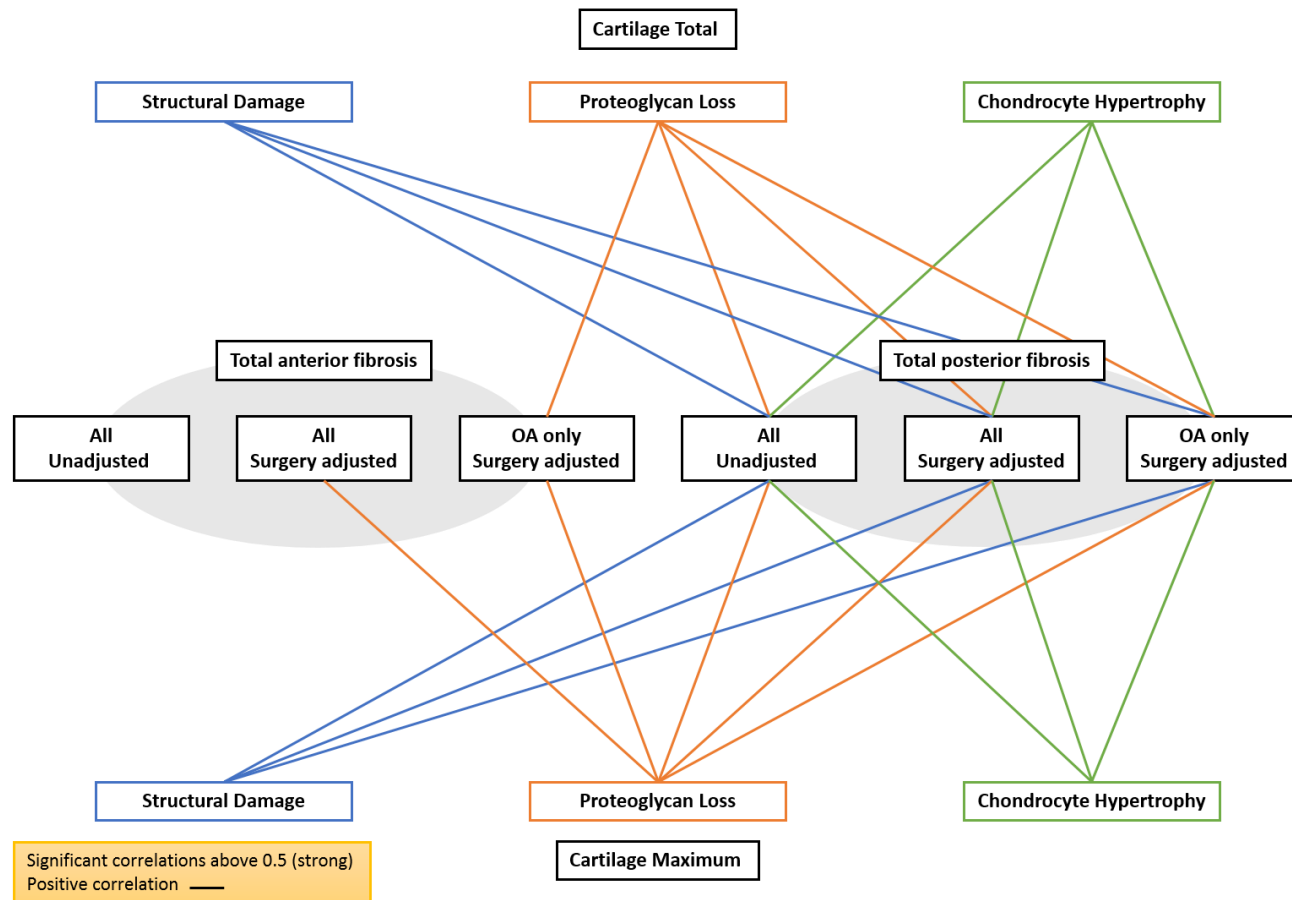 Cartilage Total
Structural Damage
Proteoglycan Loss
Chondrocyte Hypertrophy
Total anterior fibrosis
Total posterior fibrosis
All
Unadjusted
All
Surgery adjusted
OA only
Surgery adjusted
All
Unadjusted
All
Surgery adjusted
OA only
Surgery adjusted
Structural Damage
Proteoglycan Loss
Chondrocyte Hypertrophy
Significant correlations above 0.5 (strong)
Positive correlation
Cartilage Maximum